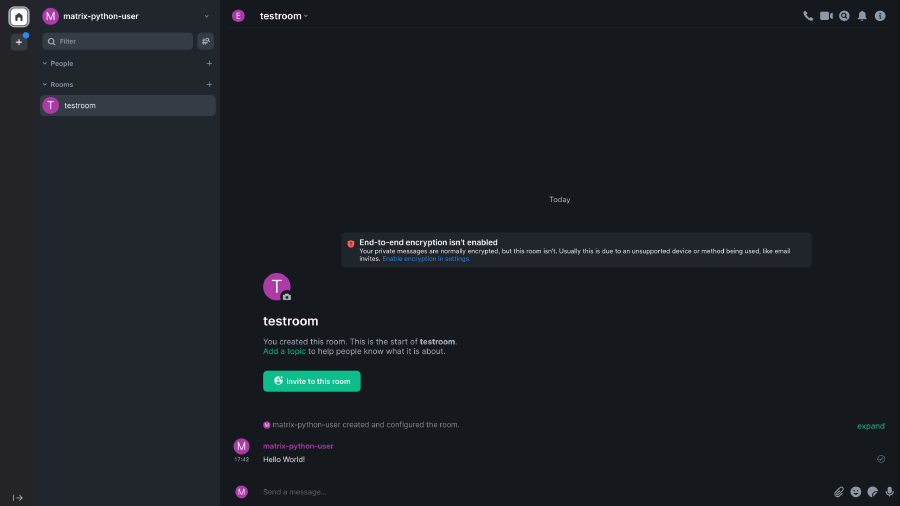 M matrix-python-user
Filter
People
Rooms
T testroom
E testroom
Today
End-to-end encryption isn't enabled
Your private messages are normally encrypted, but this room isn't. Usually this is due to an unsupported device or method being used, like email
invites. Enable encryption in settings.
T
testroom
You created this room. This is the start of testroom.
Add a topic to help people know what it is about.
Invite to this room
M matrix-python-user created and configured the room.
expand
M matrix-python-user
17:42 Hello World!
M Send a message...